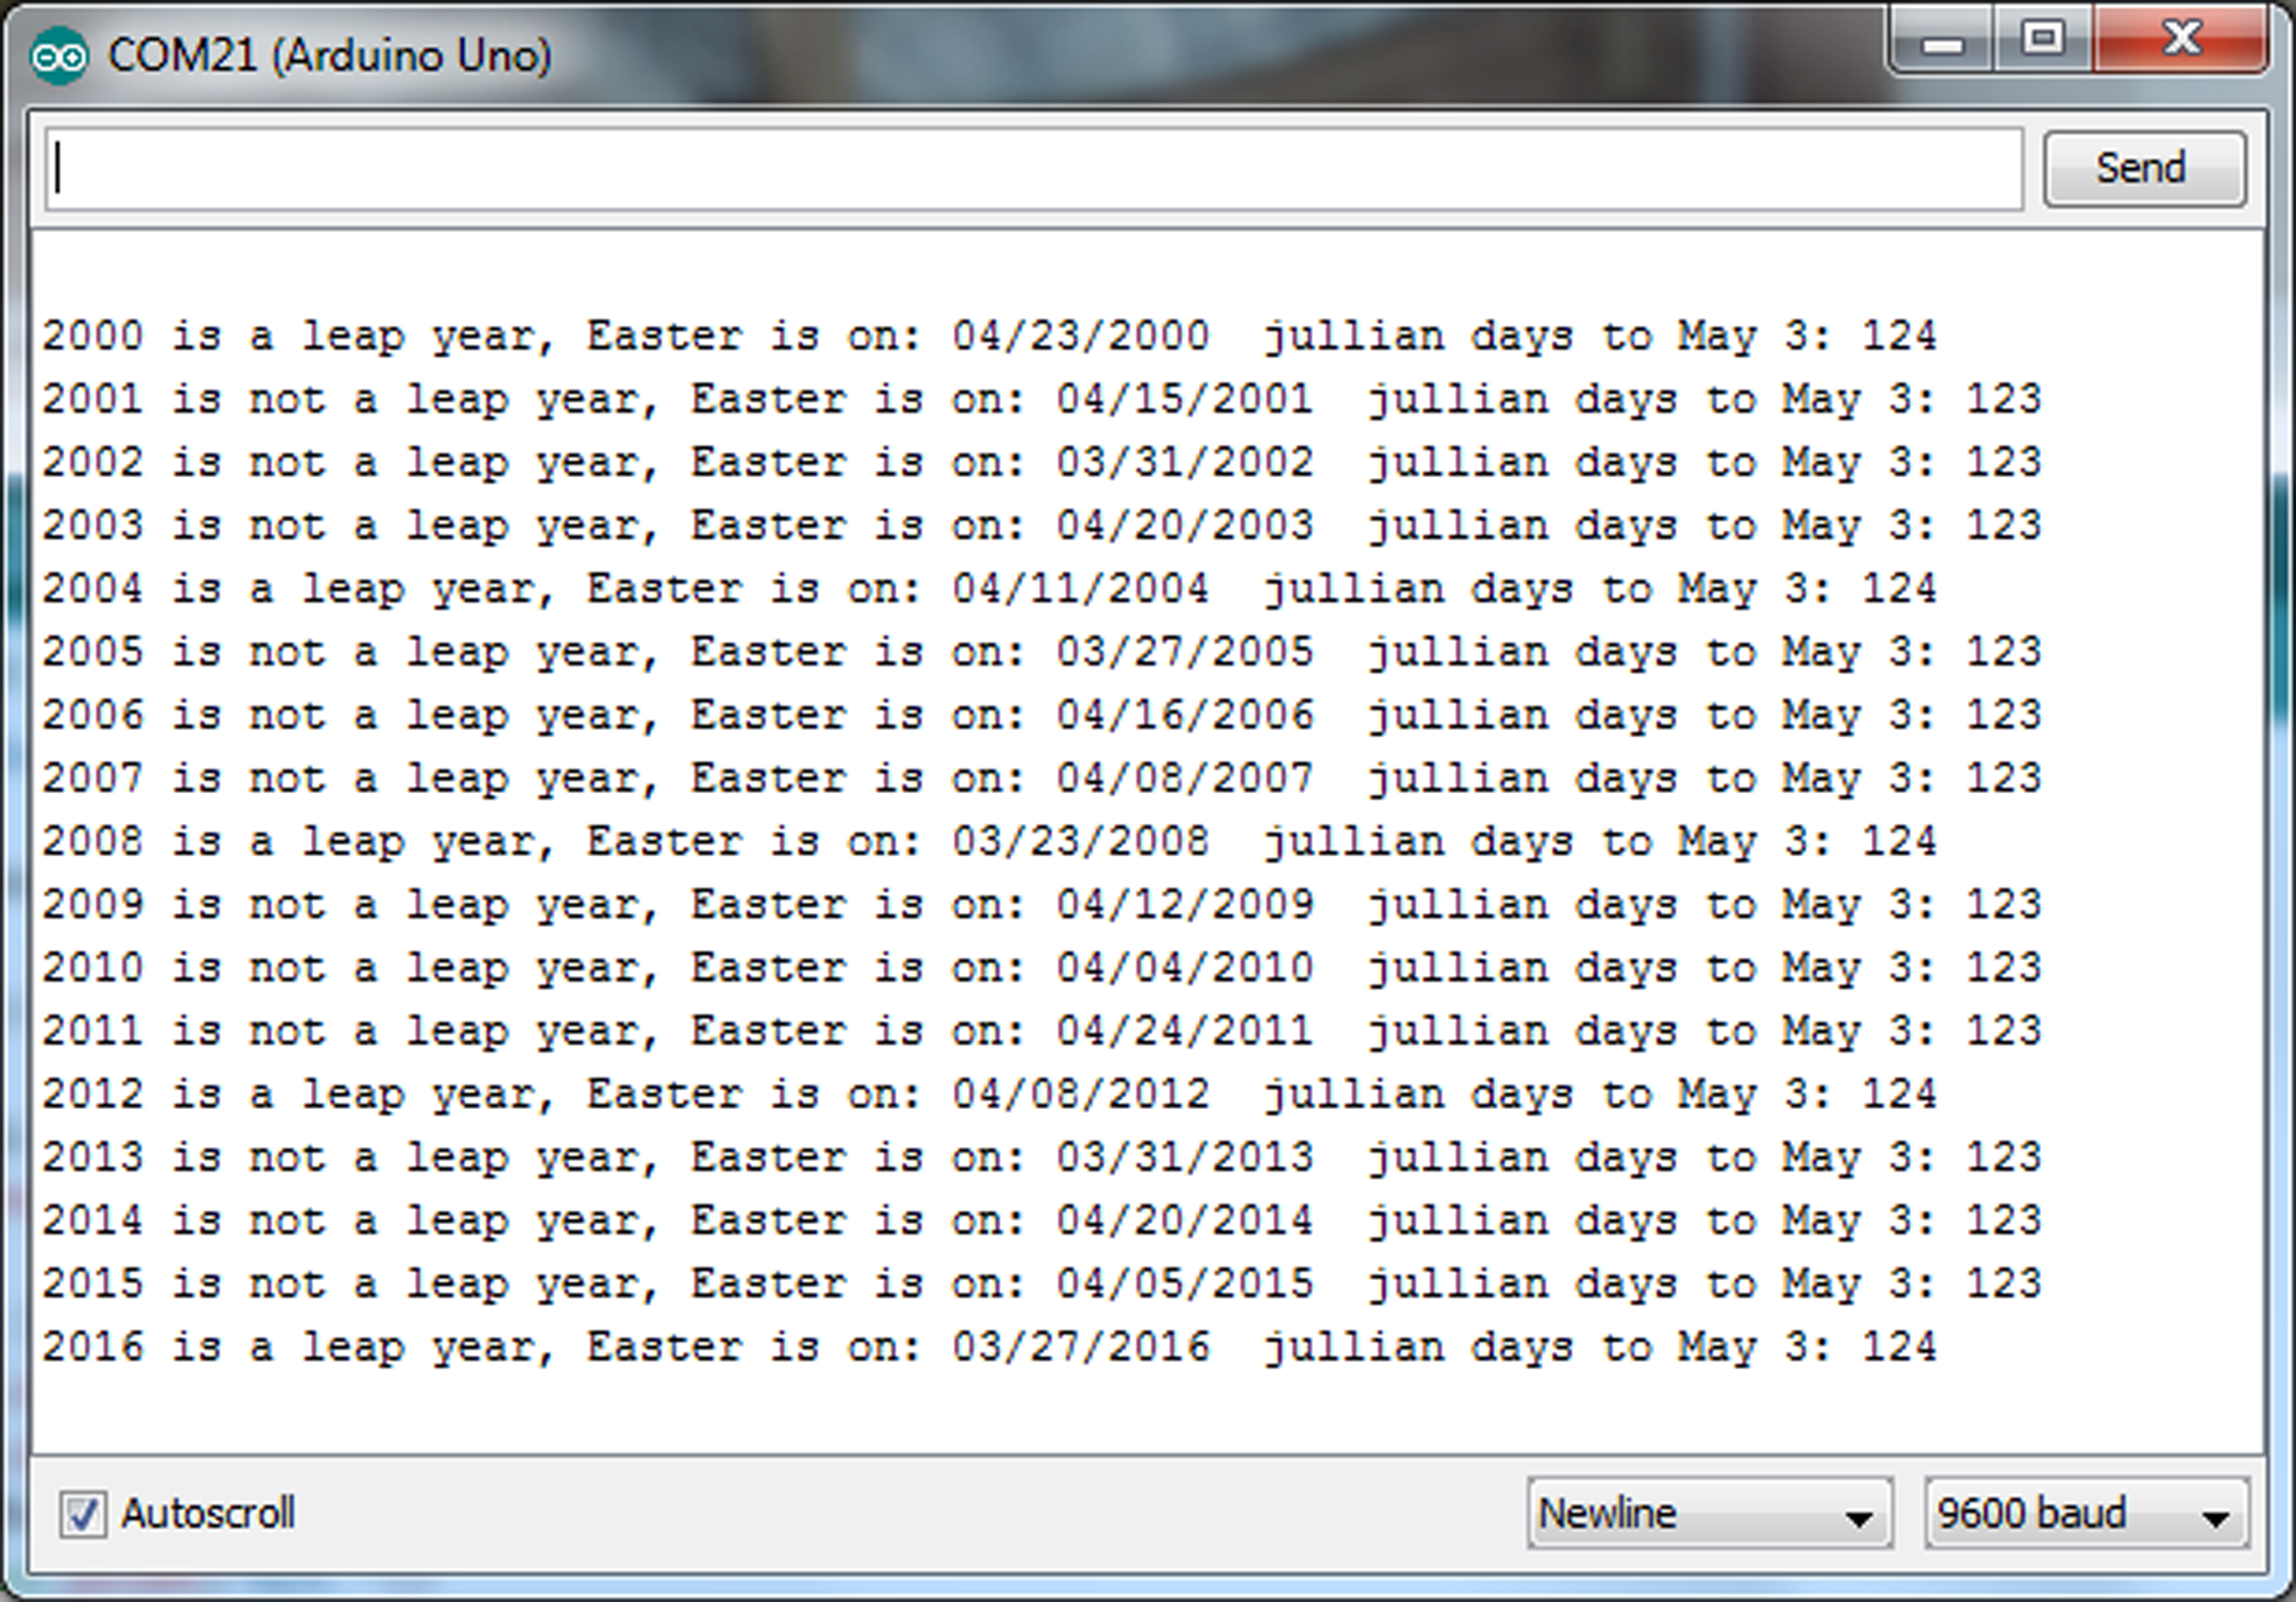 COM21 (Arduino Uno)
Send
2000 is a leap year, Easter is on: 04/23/2000  jullian days to May 3: 124
2001 is not a leap year, Easter is on: 04/15/2001  jullian days to May 3: 123
2002 is not a leap year, Easter is on: 03/31/2002  jullian days to May 3: 123
2003 is not a leap year, Easter is on: 04/20/2003  jullian days to May 3: 123
2004 is a leap year, Easter is on: 04/11/2004  jullian days to May 3: 124
2005 is not a leap year, Easter is on: 03/27/2005  jullian days to May 3: 123
2006 is not a leap year, Easter is on: 04/16/2006  jullian days to May 3: 123
2007 is not a leap year, Easter is on: 04/08/2007  jullian days to May 3: 123
2008 is a leap year, Easter is on: 03/23/2008  jullian days to May 3: 124
2009 is not a leap year, Easter is on: 04/12/2009  jullian days to May 3: 123
2010 is not a leap year, Easter is on: 04/04/2010  jullian days to May 3: 123
2011 is not a leap year, Easter is on: 04/24/2011  jullian days to May 3: 123
2012 is a leap year, Easter is on: 04/08/2012  jullian days to May 3: 124
2013 is not a leap year, Easter is on: 03/31/2013  jullian days to May 3: 123
2014 is not a leap year, Easter is on: 04/20/2014  jullian days to May 3: 123
2015 is not a leap year, Easter is on: 04/05/2015  jullian days to May 3: 123
2016 is a leap year, Easter is on: 03/27/2016  jullian days to May 3: 124
Autoscroll
Newline
9600 baud